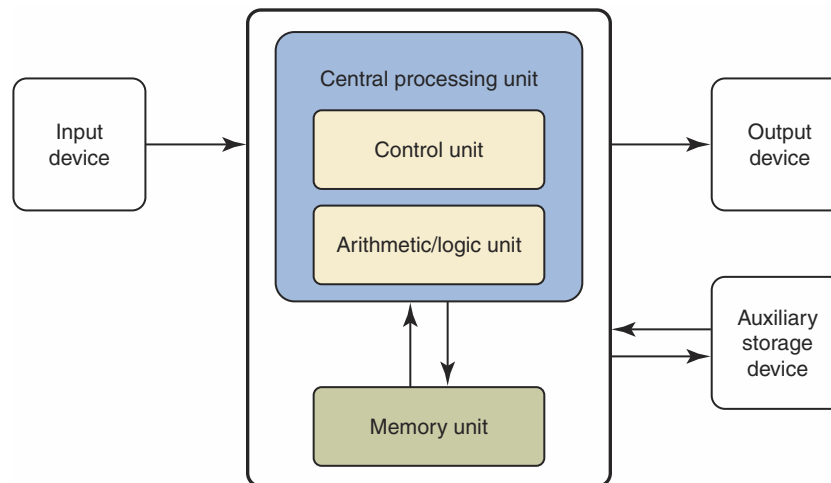 Central processing unit
Input
device
Control unit
Output
device
Arithmetic/logic unit
Auxiliary
storage
device
Memory unit